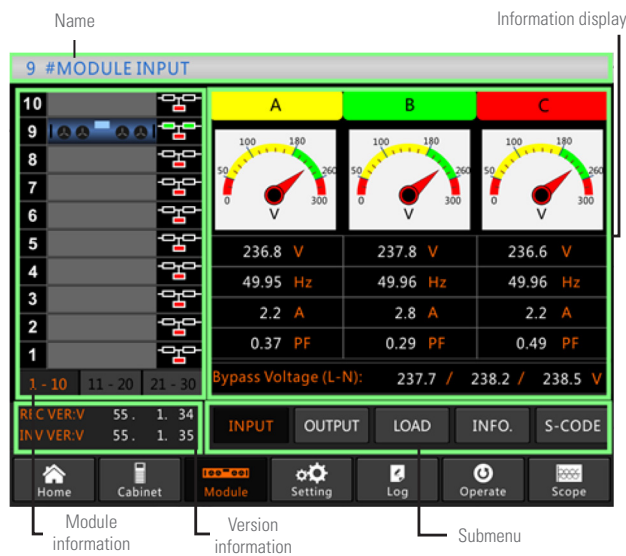 Name
Information display
9 #MODULE INPUT
10
9
8
7
6
5
4
3
2
1
1 - 10 11 - 20 21 - 30
REC VER:V 55. 1. 34
INV VER:V 55. 1. 35
A B C
0 50 100 180 260 300 V
0 50 100 180 260 300 V
0 50 100 180 260 300 V
236.8 V 237.8 V 236.6 V
49.95 Hz 49.96 Hz 49.96 Hz
2.2 A 2.8 A 2.2 A
0.37 PF 0.29 PF 0.49 PF
Bypass Voltage (L-N): 237.7 / 238.2 / 238.5 V
INPUT OUTPUT LOAD INFO. S-CODE
Home Cabinet Module Setting Log Operate Scope
Module
information
Version
information
Submenu